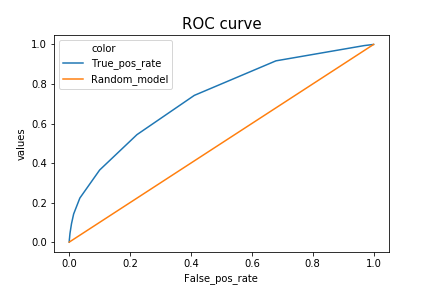 ROC curve
color
True_pos_rate
Random_model
values
1.0
0.8
0.6
0.4
0.2
0.0
0.0 0.2 0.4 0.6 0.8 1.0
False_pos_rate